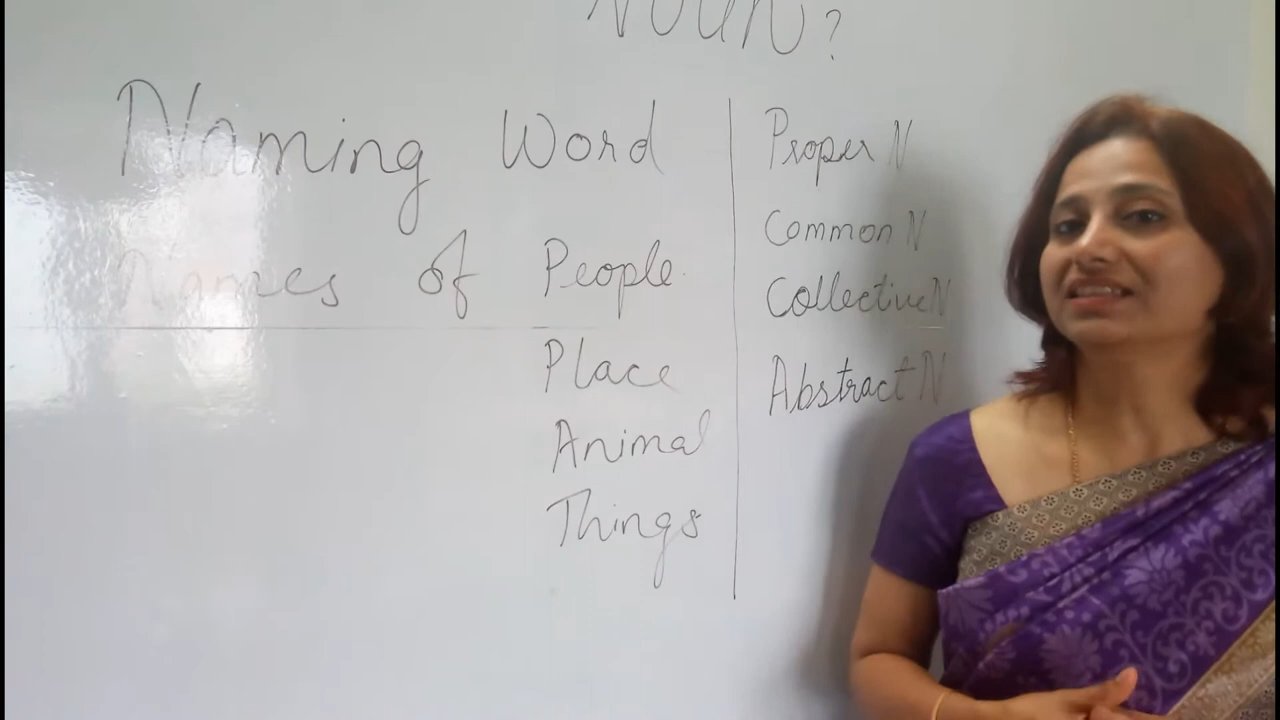 NOUN?
Naming Word
Names of People
Place
Animal
Things
Proper N
Common N
Collective N
Abstract N